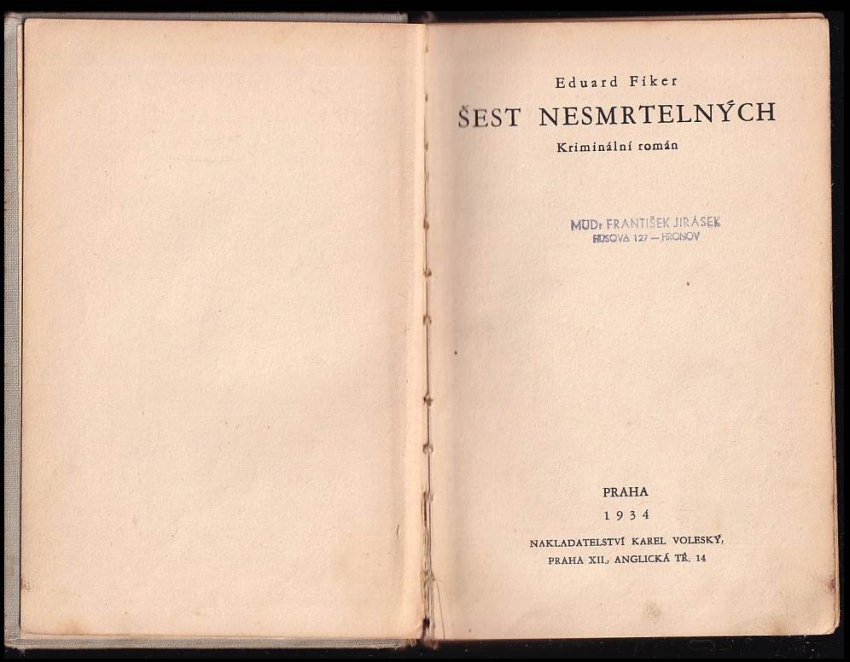 Eduard Fiker
ŠEST NESMRTELNÝCH
Kriminální román
MUDr FRANTIŠEK JIRÁSEK
HUSOVA 127 — HRONOV
PRAHA
1934
NAKLADATELSTVÍ KAREL VOLESKÝ,
PRAHA XII., ANGLICKÁ TŘ. 14